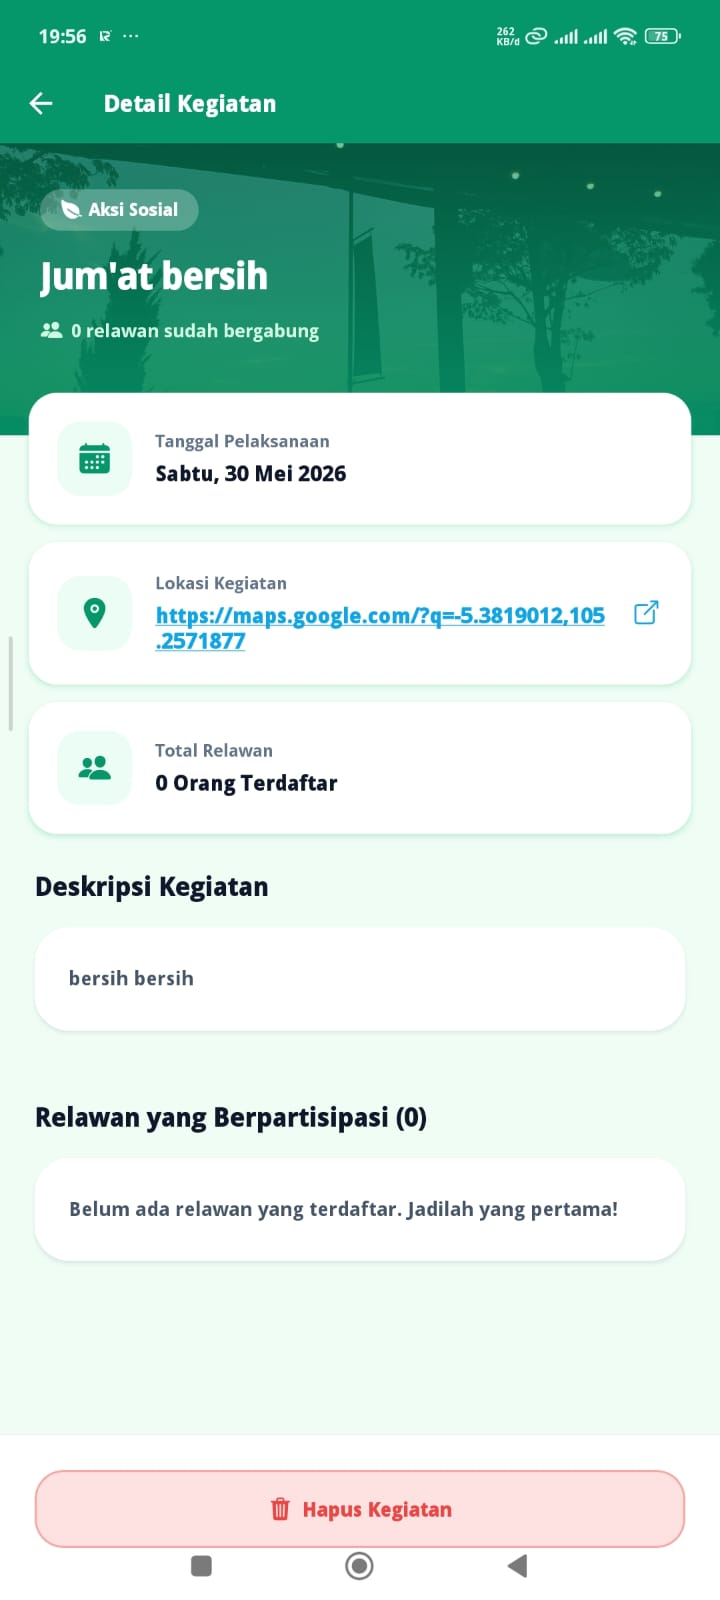 19:56
262
KB/d
75
Detail Kegiatan
Aksi Sosial
Jum'at bersih
0 relawan sudah bergabung
Tanggal Pelaksanaan
Sabtu, 30 Mei 2026
Lokasi Kegiatan
https://maps.google.com/?q=-5.3819012,105
.2571877
Total Relawan
0 Orang Terdaftar
Deskripsi Kegiatan
bersih bersih
Relawan yang Berpartisipasi (0)
Belum ada relawan yang terdaftar. Jadilah yang pertama!
Hapus Kegiatan